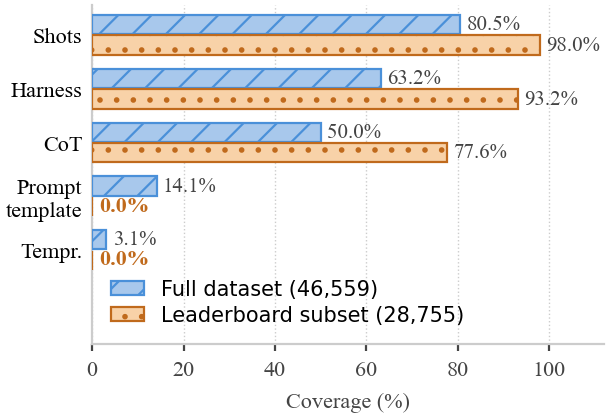 Shots
80.5%
98.0%
Harness
63.2%
93.2%
CoT
50.0%
77.6%
Prompt
template
14.1%
0.0%
Tempr.
3.1%
0.0%
Full dataset (46,559)
Leaderboard subset (28,755)
0 20 40 60 80 100
Coverage (%)